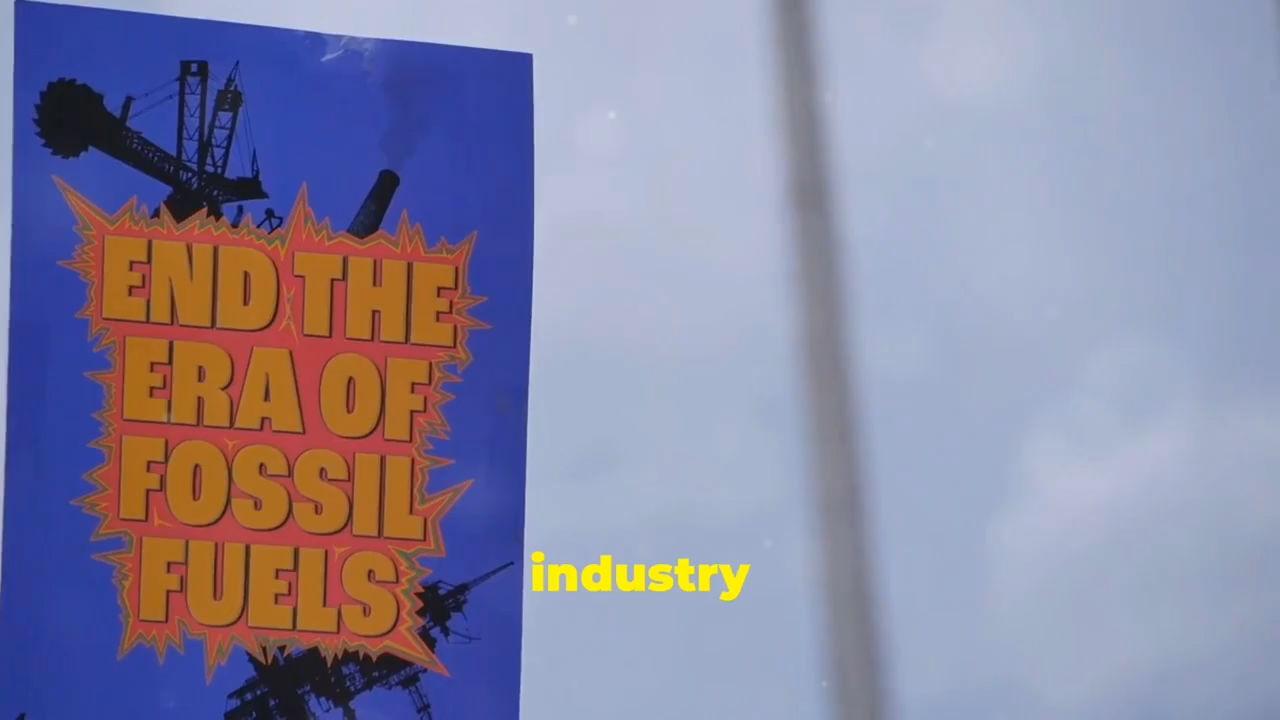 END THE
ERA OF
FOSSIL
FUELS
industry